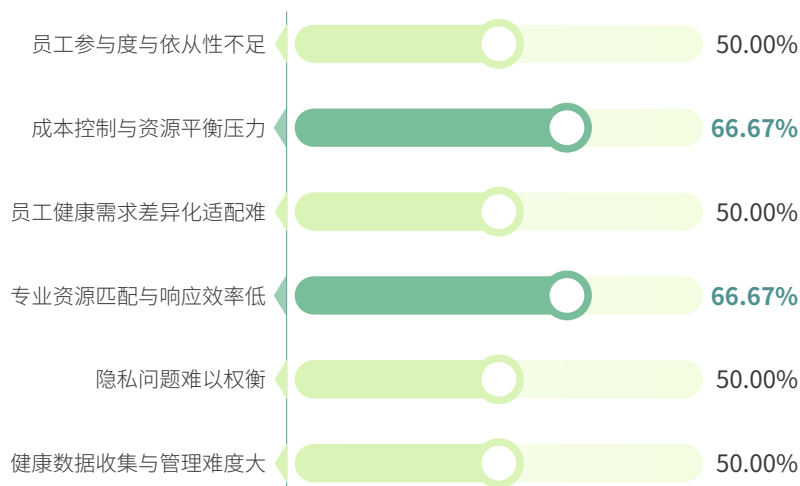 员工参与度与依从性不足 50.00%
成本控制与资源平衡压力 66.67%
员工健康需求差异化适配难 50.00%
专业资源匹配与响应效率低 66.67%
隐私问题难以权衡 50.00%
健康数据收集与管理难度大 50.00%